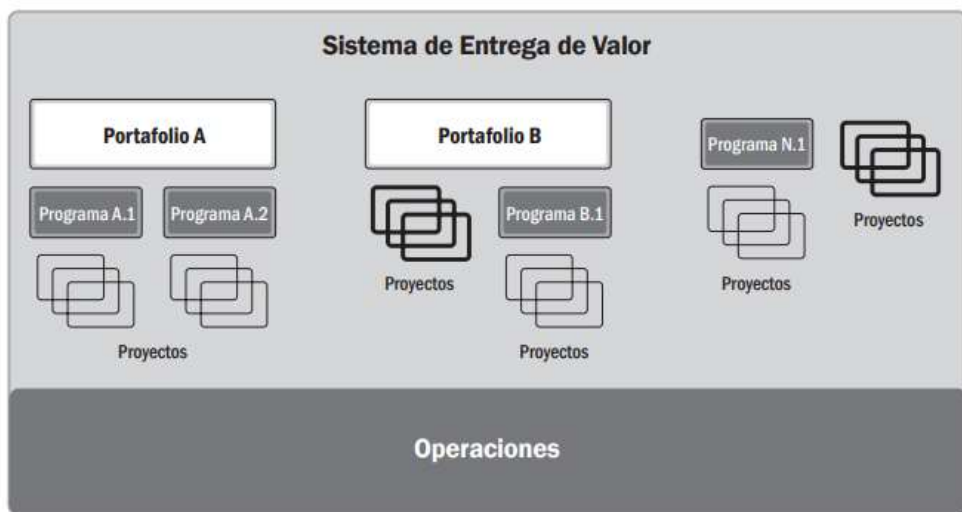 Sistema de Entrega de Valor
Portafolio A
Portafolio B
Programa N.1
Programa A.1
Programa A.2
Programa B.1
Proyectos
Proyectos
Proyectos
Proyectos
Proyectos
Operaciones